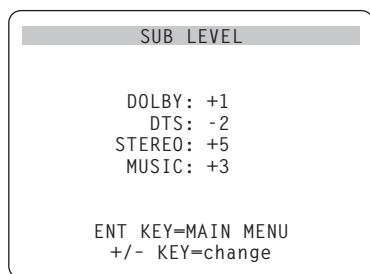 SUB LEVEL
DOLBY: +1
DTS: -2
STEREO: +5
MUSIC: +3
ENT KEY=MAIN MENU
+/- KEY=change